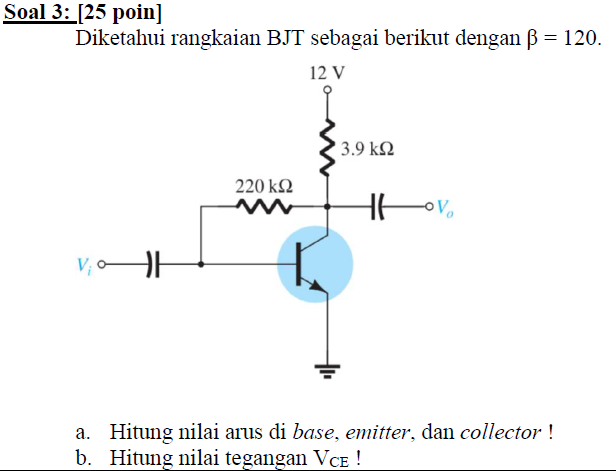 Soal 3: [25 poin]
Diketahui rangkaian BJT sebagai berikut dengan β = 120.
12 V
3.9 kΩ
220 kΩ
Vo
Vi
a. Hitung nilai arus di base, emitter, dan collector !
b. Hitung nilai tegangan VCE !